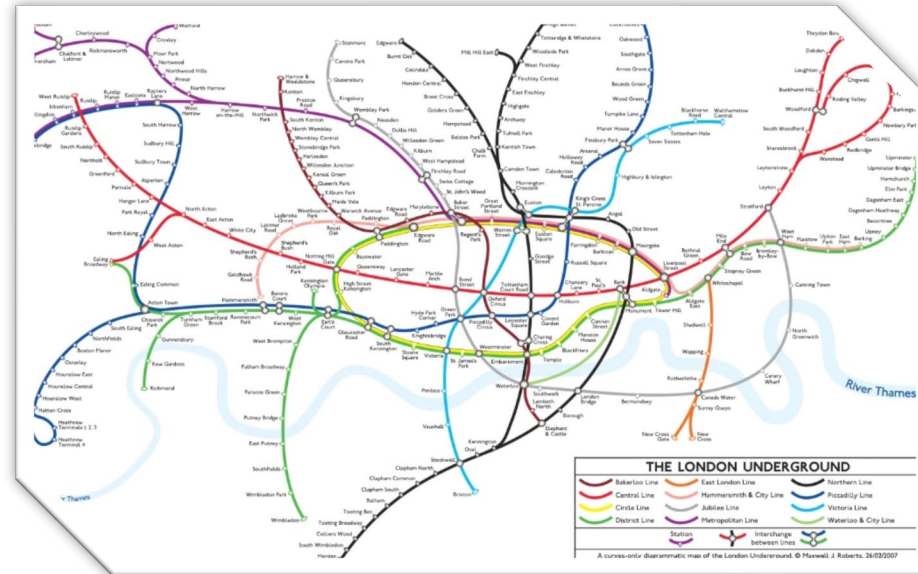 Chorleywood
Watford
Croxley
Chalfont &
Latimer
Rickmansworth
Moor Park
Northwood
Northwood Hills
Pinner
North Harrow
Harrow
on-the-Hill
Northwick
Park
Preston
Road
Wembley Park
West
Harrow
Rayners
Lane
Eastcote
Ruislip
Manor
Ruislip
Ickenham
West Ruislip
Ruislip
Gardens
South Ruislip
Northolt
Greenford
Perivale
Hanger Lane
Park Royal
North Ealing
Ealing
Broadway
West Acton
North Acton
East Acton
White City
South Harrow
Sudbury Hill
Sudbury Town
Alperton
Harrow &
Wealdstone
Kenton
South Kenton
North Wembley
Wembley Central
Stonebridge Park
Harlesden
Willesden Junction
Kensal Green
Queen's Park
Kilburn Park
Maida Vale
Warwick Avenue
Paddington
Edgware
Road
Marylebone
Baker
Street
Stanmore
Canons Park
Queensbury
Kingsbury
Neasden
Dollis Hill
Willesden Green
Kilburn
West Hampstead
Finchley Road
Swiss Cottage
St. John's Wood
Edgware
Burnt Oak
Colindale
Hendon Central
Brent Cross
Golders Green
Hampstead
Belsize Park
Chalk
Farm
Camden Town
Mornington
Crescent
Euston
Mill Hill East
Totteridge & Whetstone
Woodside Park
West Finchley
Finchley Central
East Finchley
Highgate
Archway
Tufnell Park
Kentish Town
Oakwood
Southgate
Arnos Grove
Bounds Green
Wood Green
Turnpike Lane
Manor House
Finsbury Park
Arsenal
Holloway
Road
Caledonian
Road
King's Cross
St. Pancras
Highbury & Islington
Seven Sisters
Tottenham Hale
Blackhorse
Road
Walthamstow
Central
Theydon Bois
Debden
Loughton
Buckhurst Hill
Chigwell
Roding Valley
Woodford
South Woodford
Snaresbrook
Leytonstone
Leyton
Stratford
Wanstead
Redbridge
Gants Hill
Newbury Park
Barkingside
Upminster
Upminster Bridge
Hornchurch
Elm Park
Dagenham East
Dagenham Heathway
Becontree
Upney
Barking
East
Ham
Upton
Park
Plaistow
West
Ham
Bromley-
by-Bow
Bow
Road
Mile
End
Stepney Green
Whitechapel
Bethnal
Green
Liverpool
Street
Aldgate
Aldgate
East
Tower Hill
Monument
Bank
Moorgate
Old Street
Angel
Barbican
Farringdon
Euston
Square
Great
Portland
Street
Warren
Street
Regent's
Park
Goodge
Street
Russell Square
Chancery
Lane
St.
Paul's
Holborn
Tottenham
Court Road
Oxford
Circus
Bond
Street
Marble
Arch
Lancaster
Gate
Queensway
Bayswater
Notting Hill
Gate
Holland
Park
Shepherd's
Bush
Shepherd's
Bush
Goldhawk
Road
Latimer
Road
Ladbroke
Grove
Westbourne
Park
Royal
Oak
Paddington
Edgware
Road
High Street
Kensington
Kensington
Olympia
Hammersmith
Barons
Court
West
Kensington
Earl's
Court
Gloucester
Road
South
Kensington
Sloane
Square
Knightsbridge
Hyde Park
Corner
Green
Park
Piccadilly
Circus
Leicester
Square
Covent
Garden
Charing
Cross
Embankment
Westminster
St. James's
Park
Victoria
Temple
Blackfriars
Mansion
House
Cannon
Street
Waterloo
Southwark
Lambeth
North
Elephant
& Castle
Borough
London
Bridge
Bermondsey
Canada Water
Canary
Wharf
North
Greenwich
Canning Town
Shadwell
Wapping
Rotherhithe
Surrey Quays
New Cross
Gate
New
Cross
Ealing Common
Acton Town
Chiswick
Park
Turnham
Green
Stamford
Brook
Ravenscourt
Park
Gunnersbury
Kew Gardens
Richmond
South Ealing
Northfields
Boston Manor
Osterley
Hounslow East
Hounslow Central
Hounslow West
Hatton Cross
Heathrow
Terminals 1, 2, 3
Heathrow
Terminal 4
West Brompton
Fulham Broadway
Parsons Green
Putney Bridge
East Putney
Southfields
Wimbledon Park
Wimbledon
Pimlico
Vauxhall
Stockwell
Brixton
Kennington
Oval
Clapham North
Clapham Common
Clapham South
Balham
Tooting Bec
Tooting Broadway
Colliers Wood
South Wimbledon
Morden
River Thames
Thames
THE LONDON UNDERGROUND
Bakerloo Line
East London Line
Northern Line
Central Line
Hammersmith & City Line
Piccadilly Line
Circle Line
Jubilee Line
Victoria Line
District Line
Metropolitan Line
Waterloo & City Line
Station
Interchange
between lines
A curves-only diagrammatic map of the London Underground. © Maxwell J. Roberts. 26/02/2007